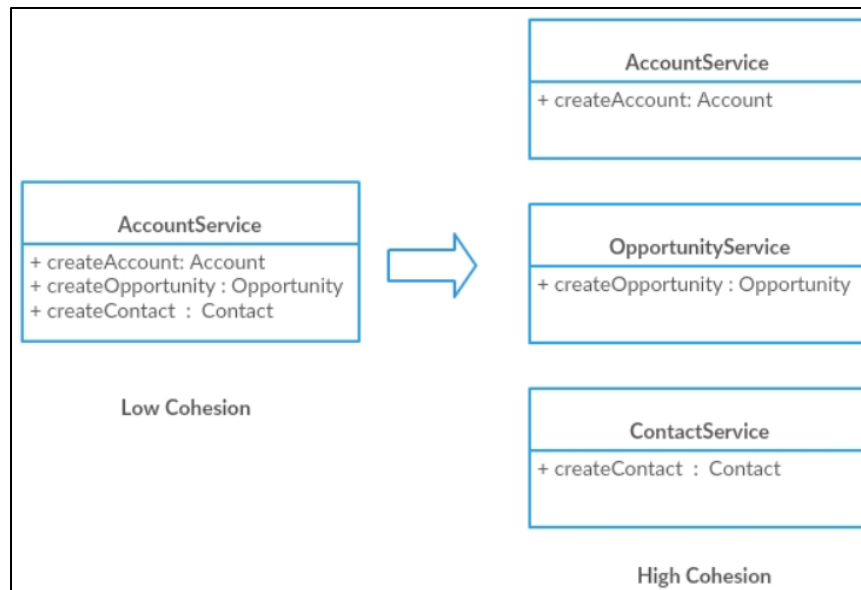 AccountService
+ createAccount: Account
+ createOpportunity : Opportunity
+ createContact : Contact
Low Cohesion
AccountService
+ createAccount: Account
OpportunityService
+ createOpportunity : Opportunity
ContactService
+ createContact : Contact
High Cohesion